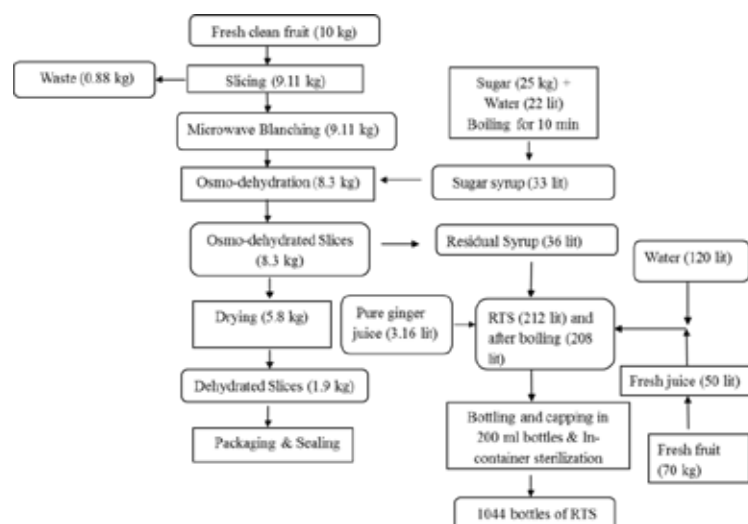 Fresh clean fruit (10 kg)
Waste (0.88 kg)
Slicing (9.11 kg)
Sugar (25 kg) +
Water (22 lit)
Boiling for 10 min
Microwave Blanching (9.11 kg)
Osmo-dehydration (8.3 kg)
Sugar syrup (33 lit)
Osmo-dehydrated Slices
(8.3 kg)
Residual Syrup (36 lit)
Water (120 lit)
Drying (5.8 kg)
Pure ginger
juice (3.16 lit)
RTS (212 lit) and
after boiling (208
lit)
Dehydrated Slices (1.9 kg)
Fresh juice (50 lit)
Packaging & Sealing
Bottling and capping in
200 ml bottles & In-
container sterilization
Fresh fruit
(70 kg)
1044 bottles of RTS